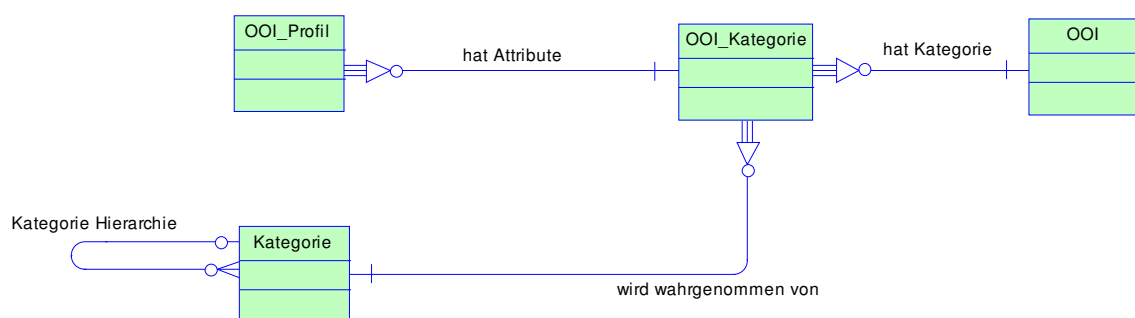 OOI_Profil
hat Attribute
OOI_Kategorie
hat Kategorie
OOI
Kategorie Hierarchie
Kategorie
wird wahrgenommen von